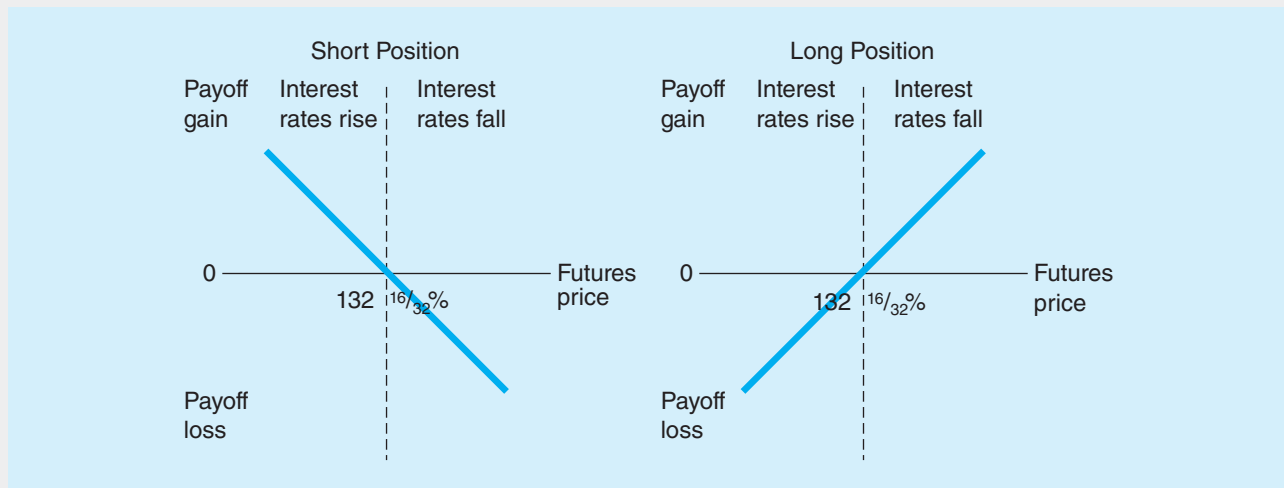 Short Position
Payoff gain
Interest rates rise
Interest rates fall
0
Futures price
132 16/32%
Payoff loss
Long Position
Payoff gain
Interest rates rise
Interest rates fall
0
Futures price
132 16/32%
Payoff loss